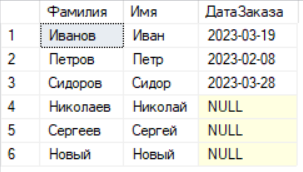 Фамилия Имя ДатаЗаказа
1 Иванов Иван 2023-03-19
2 Петров Петр 2023-02-08
3 Сидоров Сидор 2023-03-28
4 Николаев Николай NULL
5 Сергеев Сергей NULL
6 Новый Новый NULL